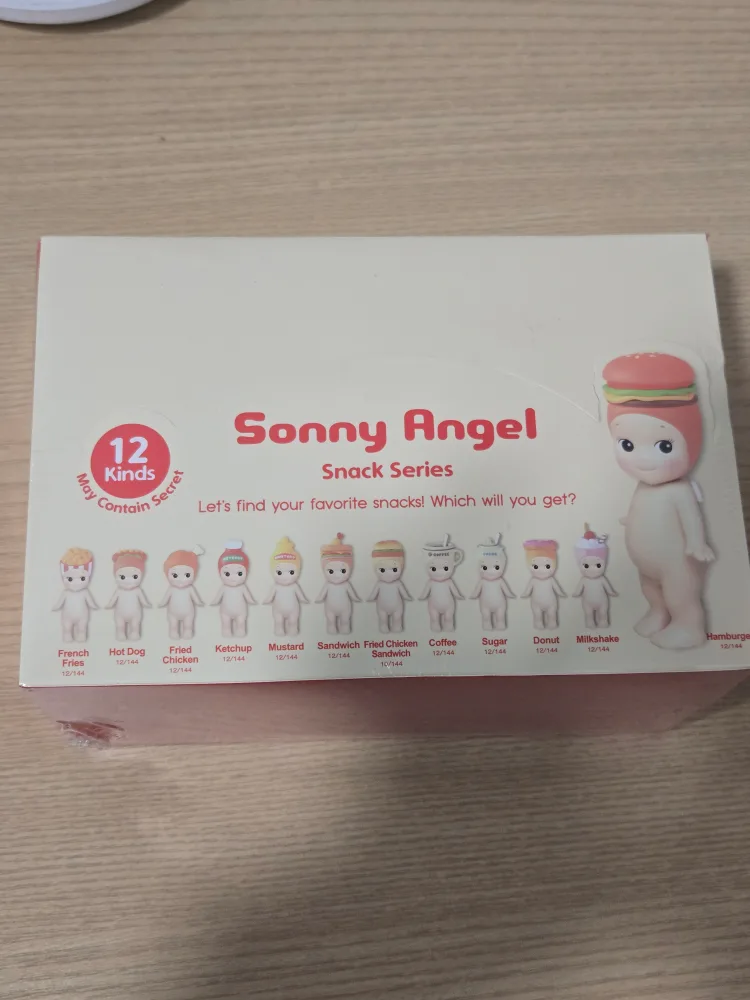 12
Kinds
May Contain Secret
Sonny Angel
Snack Series
Let's find your favorite snacks! Which will you get?
French
Fries
12/144
Hot Dog
12/144
Fried
Chicken
12/144
Ketchup
12/144
Mustard
12/144
Sandwich
12/144
Fried Chicken
Sandwich
10/144
Coffee
12/144
Sugar
12/144
Donut
12/144
Milkshake
12/144
Hamburge
12/144